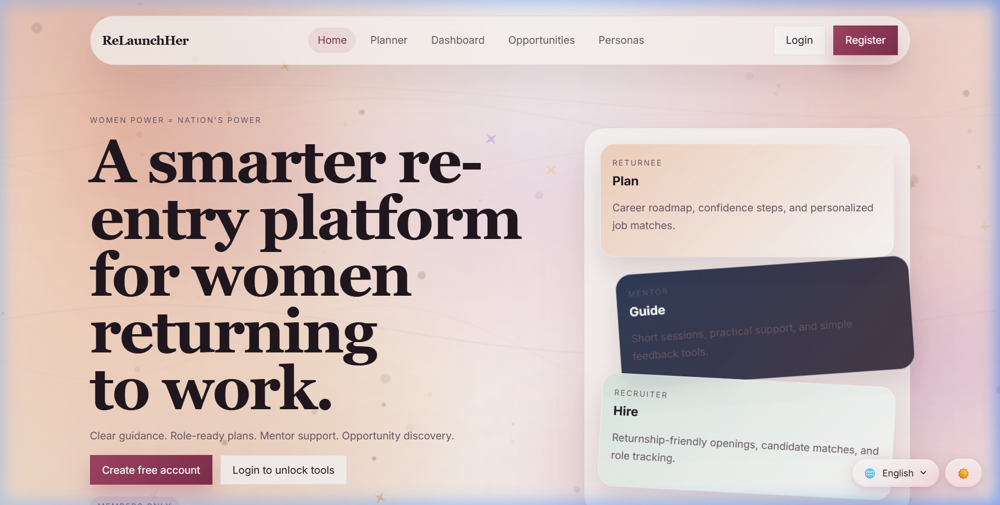 ReLaunchHer
Home
Planner
Dashboard
Opportunities
Personas
Login
Register
WOMEN POWER = NATION'S POWER
A smarter re-
entry platform
for women
returning
to work.
Clear guidance. Role-ready plans. Mentor support. Opportunity discovery.
Create free account
Login to unlock tools
MEMBERS ONLY
RETURNEE
Plan
Career roadmap, confidence steps, and personalized
job matches.
MENTOR
Guide
Short sessions, practical support, and simple
feedback tools.
RECRUITER
Hire
Returnship-friendly openings, candidate matches, and
role tracking.
English